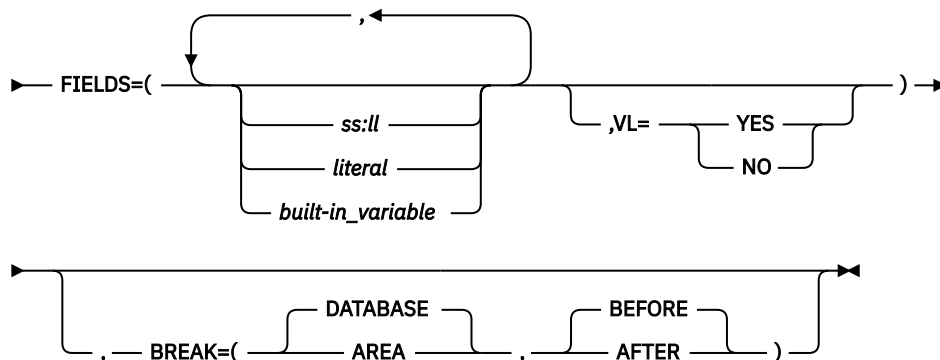 ,
FIELDS=( )
ss:ll ,VL= YES
literal NO
built-in_variable
DATABASE BEFORE
, BREAK=( AREA , AFTER )